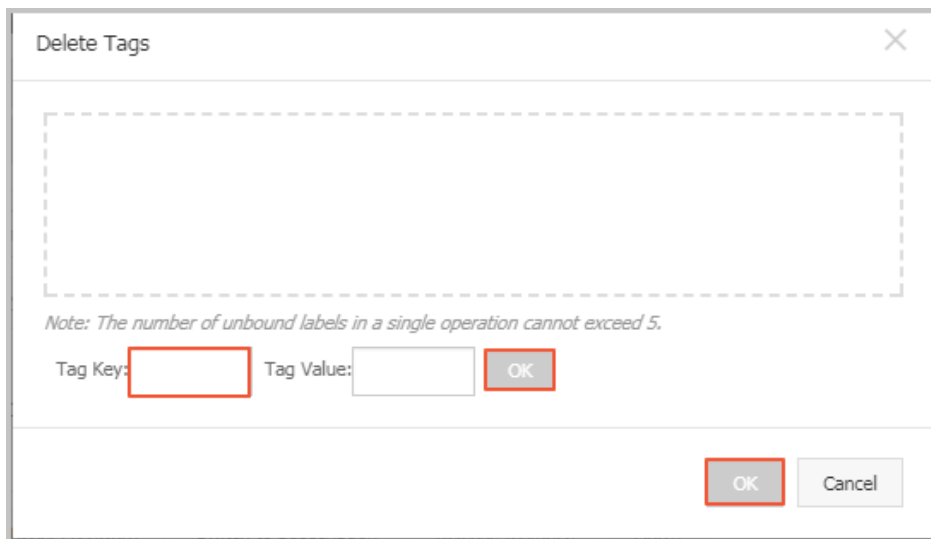 Delete Tags
Note: The number of unbound labels in a single operation cannot exceed 5.
Tag Key: Tag Value: OK
OK Cancel